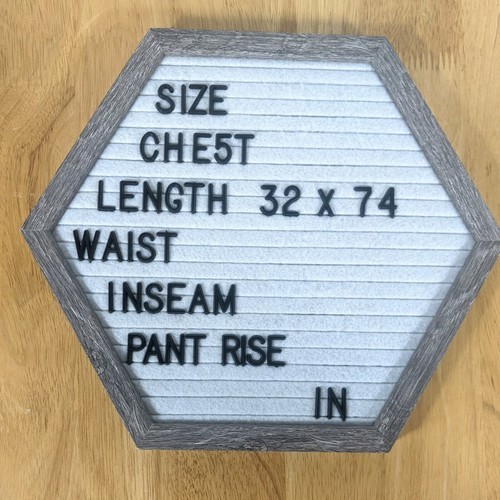 SIZE
CHE5T
LENGTH 32 X 74
WAIST
INSEAM
PANT RISE
IN